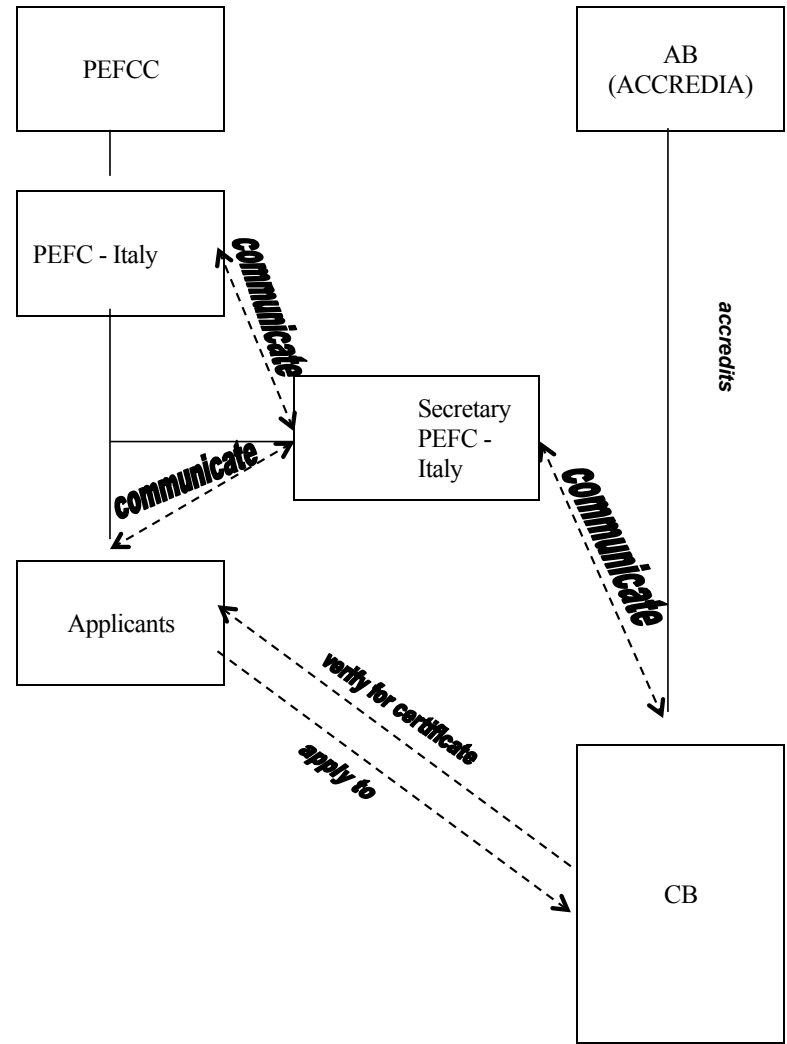 PEFCC
AB
(ACCREDIA)
PEFC - Italy
communicate
accredits
Secretary
PEFC -
Italy
communicate
communicate
Applicants
verify for certificate
apply to
CB